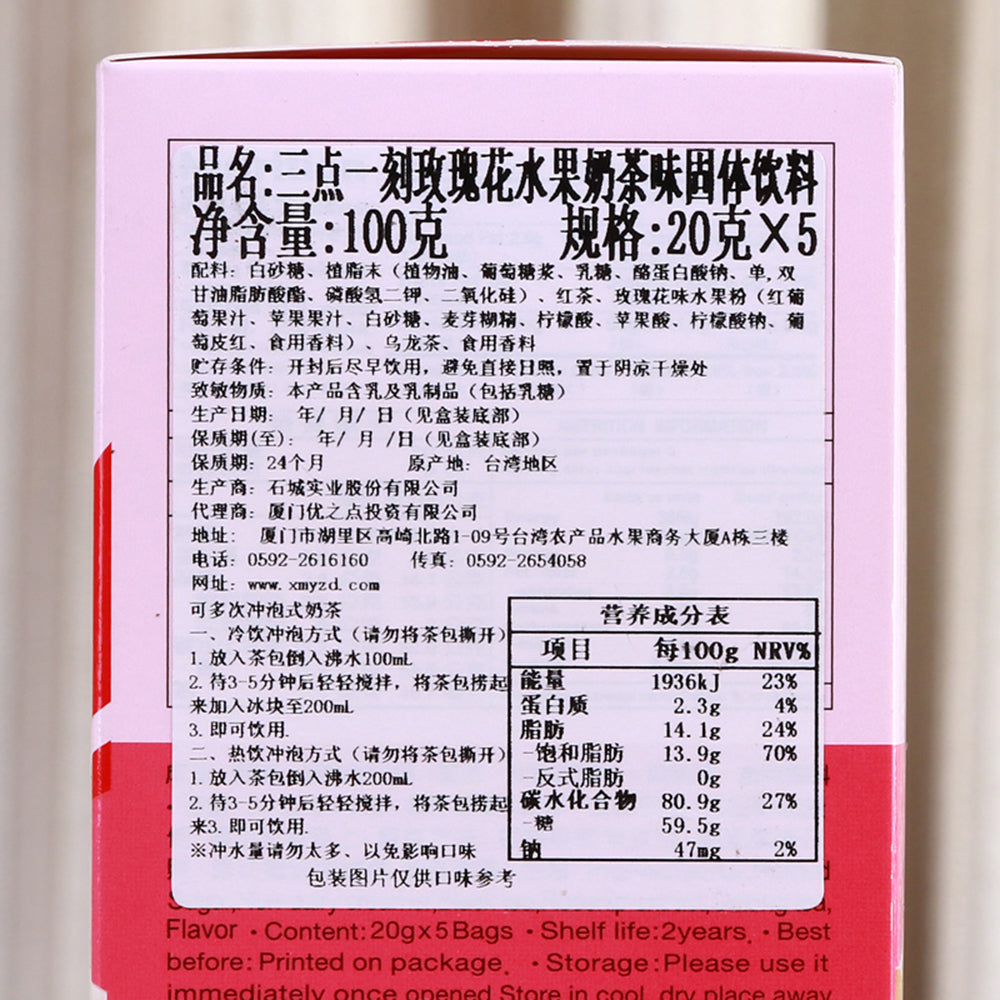 品名:三点一刻玫瑰花水果奶茶味固体饮料
净含量:100克 规格:20克×5
配料: 白砂糖、植脂末（植物油、葡萄糖浆、乳糖、酪蛋白酸钠、单,双
甘油脂肪酸酯、磷酸氢二钾、二氧化硅）、红茶、玫瑰花味水果粉（红葡
萄果汁、苹果果汁、白砂糖、麦芽糊精、柠檬酸、苹果酸、柠檬酸钠、葡
萄皮红、食用香料）、乌龙茶、食用香料
贮存条件: 开封后尽早饮用，避免直接日照，置于阴凉干燥处
致敏物质: 本产品含乳及乳制品（包括乳糖）
生产日期: 年/ 月/ 日（见盒装底部）
保质期(至): 年/ 月 /日（见盒装底部）
保质期: 24个月 原产地: 台湾地区
生产商: 石城实业股份有限公司
代理商: 厦门优之点投资有限公司
地址: 厦门市湖里区高崎北路1-09号台湾农产品水果商务大厦A栋三楼
电话: 0592-2616160 传真: 0592-2654058
网址: www.xmyzd.com
可多次冲泡式奶茶
一、冷饮冲泡方式（请勿将茶包撕开）
1. 放入茶包倒入沸水100mL
2. 待3-5分钟后轻轻搅拌，将茶包捞起
来加入冰块至200mL
3. 即可饮用.
二、热饮冲泡方式（请勿将茶包撕开）
1. 放入茶包倒入沸水200mL
2. 待3-5分钟后轻轻搅拌，将茶包捞起
来3. 即可饮用.
※冲水量请勿太多、以免影响口味
包装图片仅供口味参考
营养成分表
项目 每100g NRV%
能量 1936kJ 23%
蛋白质 2.3g 4%
脂肪 14.1g 24%
-饱和脂肪 13.9g 70%
-反式脂肪 0g
碳水化合物 80.9g 27%
-糖 59.5g
钠 47mg 2%
Flavor • Content:20gx5Bags • Shelf life:2years. • Best
before: Printed on package. • Storage:Please use it
immediately once opened Store in cool, dry place away